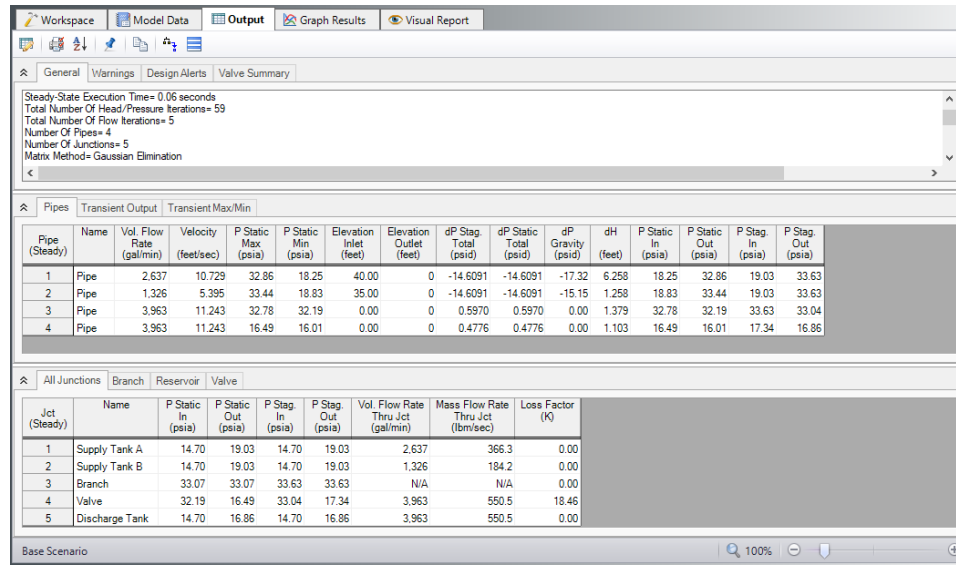 Workspace Model Data Output Graph Results Visual Report
General Warnings Design Alerts Valve Summary
Steady-State Execution Time= 0.06 seconds
Total Number Of Head/Pressure Iterations= 59
Total Number Of Flow Iterations= 5
Number Of Pipes= 4
Number Of Junctions= 5
Matrix Method= Gaussian Elimination
Pipes Transient Output Transient Max/Min
Pipe (Steady) Name Vol. Flow Rate (gal/min) Velocity (feet/sec) P Static Max (psia) P Static Min (psia) Elevation Inlet (feet) Elevation Outlet (feet) dP Stag. Total (psid) dP Static Total (psid) dP Gravity (psid) dH (feet) P Static In (psia) P Static Out (psia) P Stag. In (psia) P Stag. Out (psia)
1 Pipe 2,637 10.729 32.86 18.25 40.00 0 -14.6091 -14.6091 -17.32 6.258 18.25 32.86 19.03 33.63
2 Pipe 1,326 5.395 33.44 18.83 35.00 0 -14.6091 -14.6091 -15.15 1.258 18.83 33.44 19.03 33.63
3 Pipe 3,963 11.243 32.78 32.19 0.00 0 0.5970 0.5970 0.00 1.379 32.78 32.19 33.63 33.04
4 Pipe 3,963 11.243 16.49 16.01 0.00 0 0.4776 0.4776 0.00 1.103 16.49 16.01 17.34 16.86
All Junctions Branch Reservoir Valve
Jct (Steady) Name P Static In (psia) P Static Out (psia) P Stag. In (psia) P Stag. Out (psia) Vol. Flow Rate Thru Jct (gal/min) Mass Flow Rate Thru Jct (lbm/sec) Loss Factor (K)
1 Supply Tank A 14.70 19.03 14.70 19.03 2,637 366.3 0.00
2 Supply Tank B 14.70 19.03 14.70 19.03 1,326 184.2 0.00
3 Branch 33.07 33.07 33.63 33.63 N/A N/A 0.00
4 Valve 32.19 16.49 33.04 17.34 3,963 550.5 18.46
5 Discharge Tank 14.70 16.86 14.70 16.86 3,963 550.5 0.00
Base Scenario 100%